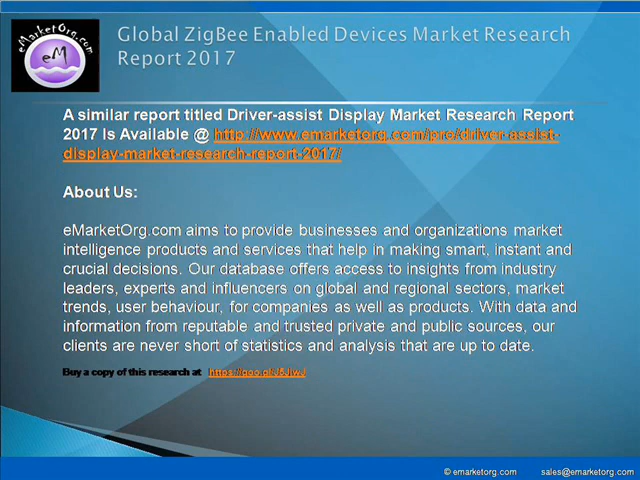 eMarketOrg.com
eM
Global ZigBee Enabled Devices Market Research
Report 2017
A similar report titled Driver-assist Display Market Research Report
2017 Is Available @ http://www.emarketorg.com/pro/driver-assist-
display-market-research-report-2017/
About Us:
eMarketOrg.com aims to provide businesses and organizations market
intelligence products and services that help in making smart, instant and
crucial decisions. Our database offers access to insights from industry
leaders, experts and influencers on global and regional sectors, market
trends, user behaviour, for companies as well as products. With data and
information from reputable and trusted private and public sources, our
clients are never short of statistics and analysis that are up to date.
Buy a copy of this research at
© emarketorg.com sales@emarketorg.com